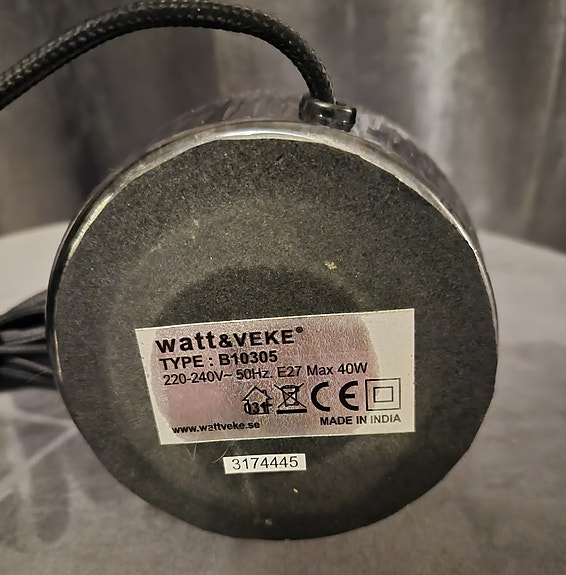 watt&VEKE®
TYPE : B10305
220-240V~ 50Hz. E27 Max 40W
CE
www.wattveke.se
MADE IN INDIA
3174445